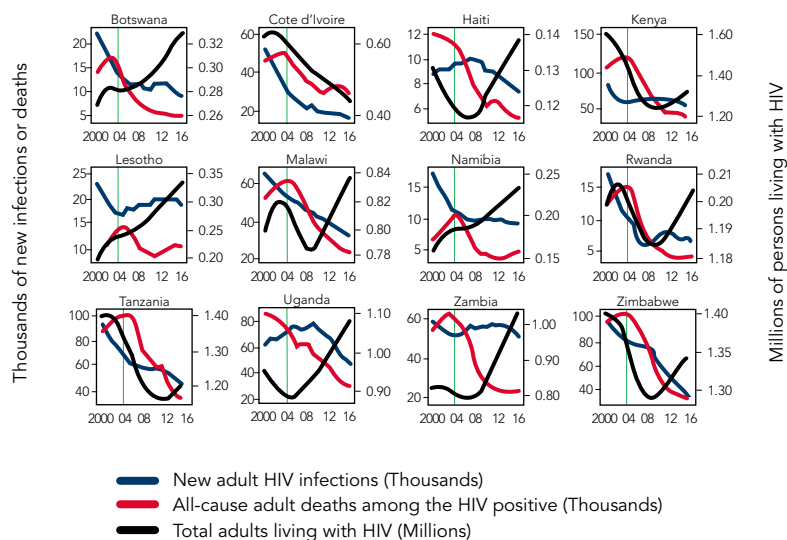 Thousands of new infections or deaths
Millions of persons living with HIV
Botswana
20
15
10
5
0.32
0.30
0.28
0.26
2000 04 08 12 16
Cote d’Ivoire
60
40
20
0.60
0.40
2000 04 08 12 16
Haiti
12
10
8
6
0.14
0.13
0.12
2000 04 08 12 16
Kenya
150
100
50
1.60
1.40
1.20
2000 04 08 12 16
Lesotho
25
20
15
10
0.35
0.30
0.25
0.20
2000 04 08 12 16
Malawi
60
40
20
0.84
0.82
0.80
0.78
2000 04 08 12 16
Namibia
15
10
5
0.25
0.20
0.15
2000 04 08 12 16
Rwanda
15
10
5
0.21
0.20
0.19
1.18
2000 04 08 12 16
Tanzania
100
80
60
40
1.40
1.30
1.20
2000 04 08 12 16
Uganda
80
60
40
20
1.10
1.00
0.90
2000 04 08 12 16
Zambia
60
40
20
1.00
0.90
0.80
2000 04 08 12 16
Zimbabwe
100
80
60
40
1.40
1.35
1.30
2000 04 08 12 16
New adult HIV infections (Thousands)
All-cause adult deaths among the HIV positive (Thousands)
Total adults living with HIV (Millions)